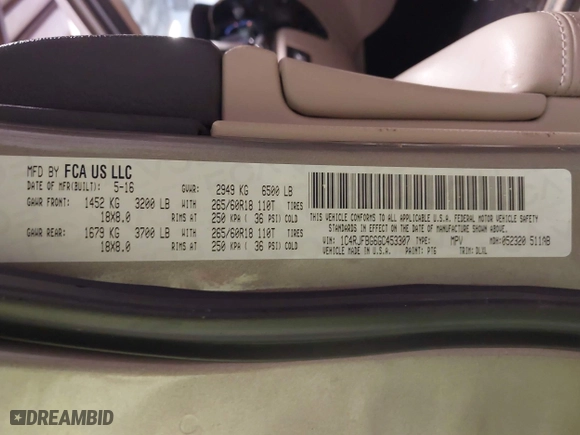 MFD BY FCA US LLC
DATE OF MFR(BUILT): 5-16 GVWR: 2949 KG 6500 LB
GAWR FRONT: 1452 KG 3200 LB WITH 265/60R18 110T TIRES
18X8.0 RIMS AT 250 KPA ( 36 PSI) COLD
GAWR REAR: 1679 KG 3700 LB WITH 265/60R18 110T TIRES
18X8.0 RIMS AT 250 KPA ( 36 PSI) COLD
THIS VEHICLE CONFORMS TO ALL APPLICABLE U.S.A. FEDERAL MOTOR VEHICLE SAFETY
STANDARDS IN EFFECT ON THE DATE OF MANUFACTURE SHOWN ABOVE.
VIN: 1C4RJFBG6GC453307 TYPE: MPV MDH: 052320 511AB
VEHICLE MADE IN U.S.A. PAINT: PTG TRIM: DLXL
DREAMBID